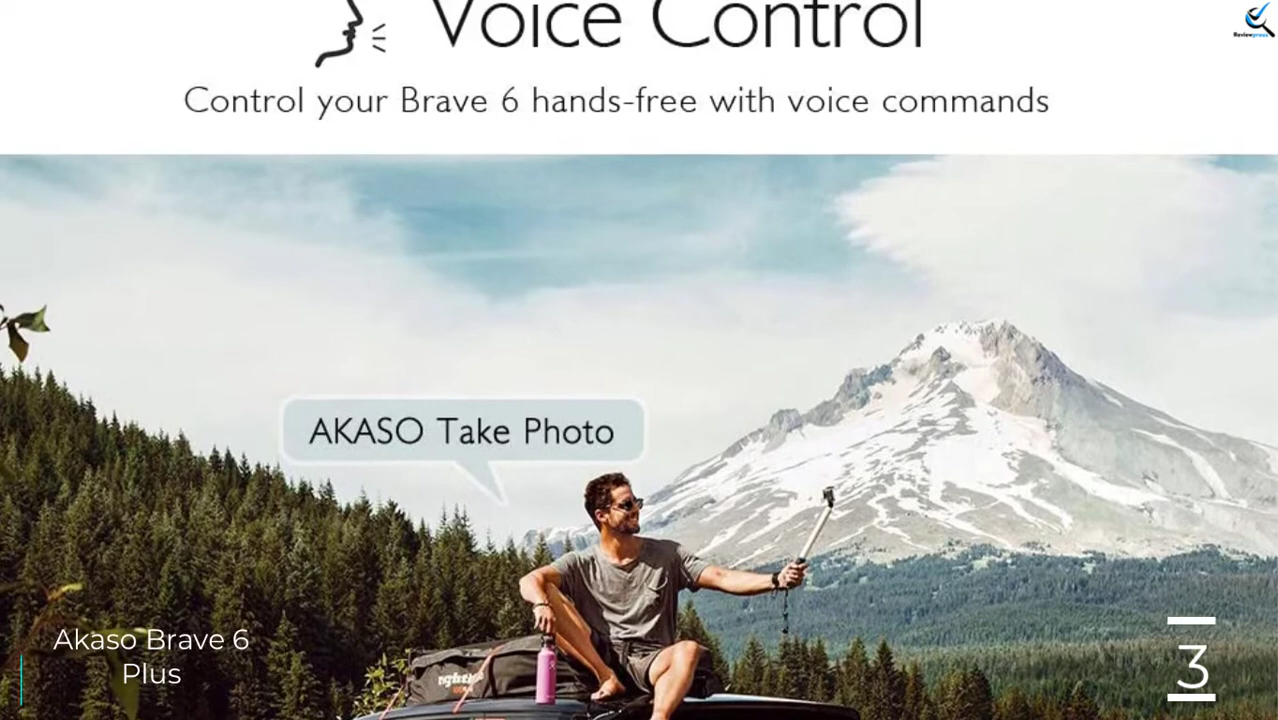 Voice Control
Reviewgrous
Control your Brave 6 hands-free with voice commands
AKASO Take Photo
Akaso Brave 6
Plus
3